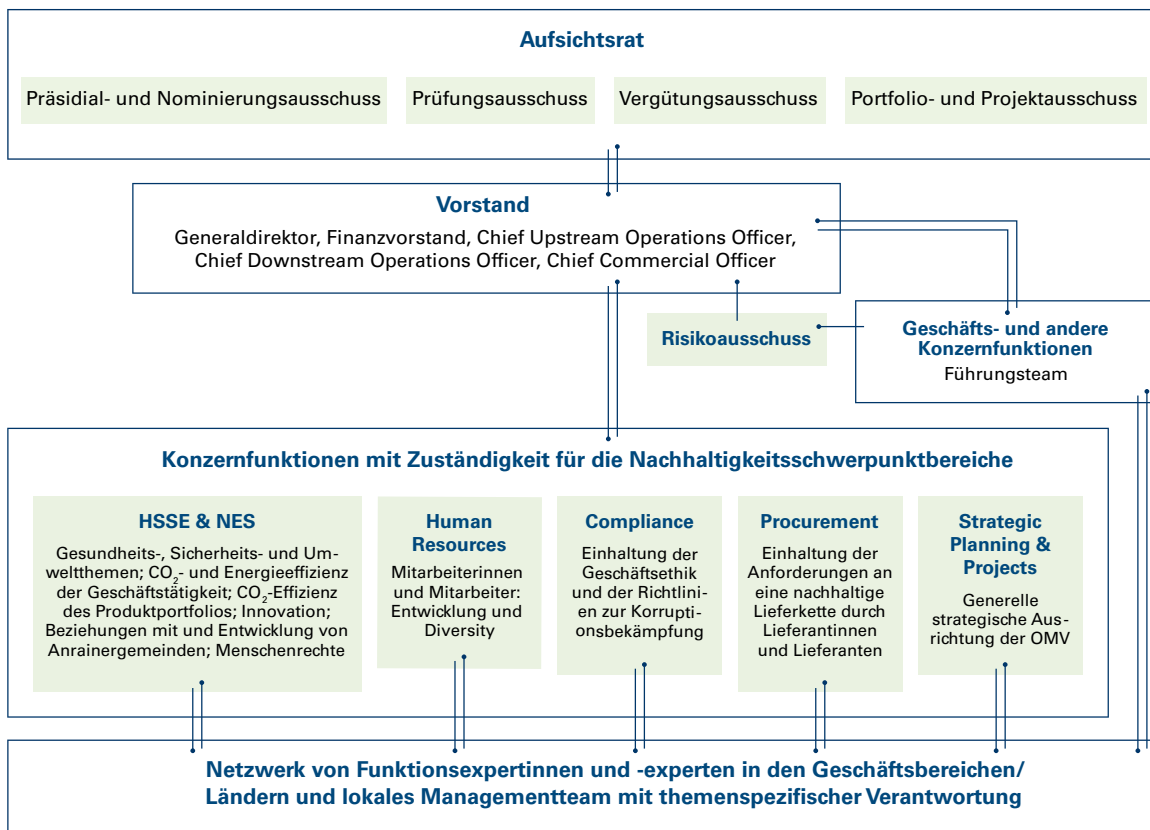 Aufsichtsrat
Präsidial- und Nominierungsausschuss
Prüfungsausschuss
Vergütungsausschuss
Portfolio- und Projektausschuss
Vorstand
Generaldirektor, Finanzvorstand, Chief Upstream Operations Officer,
Chief Downstream Operations Officer, Chief Commercial Officer
Risikoausschuss
Geschäfts- und andere
Konzernfunktionen
Führungsteam
Konzernfunktionen mit Zuständigkeit für die Nachhaltigkeitsschwerpunktbereiche
HSSE & NES
Gesundheits-, Sicherheits- und Um-
weltthemen; CO₂- und Energieeffizienz
der Geschäftstätigkeit; CO₂-Effizienz
des Produktportfolios; Innovation;
Beziehungen mit und Entwicklung von
Anrainergemeinden; Menschenrechte
Human
Resources
Mitarbeiterinnen
und Mitarbeiter:
Entwicklung und
Diversity
Compliance
Einhaltung der
Geschäftsethik
und der Richtlini-
en zur Korrupti-
onsbekämpfung
Procurement
Einhaltung der
Anforderungen an
eine nachhaltige
Lieferkette durch
Lieferantinnen
und Lieferanten
Strategic
Planning &
Projects
Generelle
strategische Aus-
richtung der OMV
Netzwerk von Funktionsexpertinnen und -experten in den Geschäftsbereichen/
Ländern und lokales Managementteam mit themenspezifischer Verantwortung